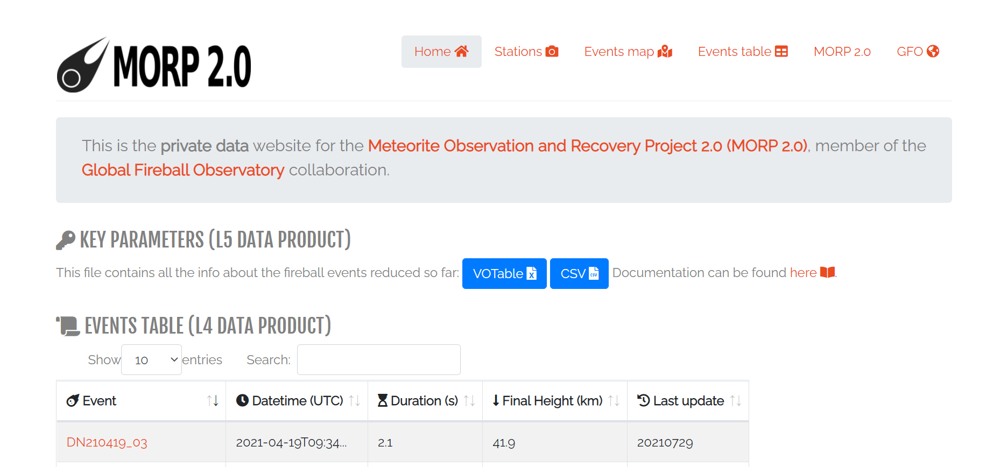 MORP 2.0
Home
Stations
Events map
Events table
MORP 2.0
GFO
This is the private data website for the Meteorite Observation and Recovery Project 2.0 (MORP 2.0), member of the
Global Fireball Observatory collaboration.
KEY PARAMETERS (L5 DATA PRODUCT)
This file contains all the info about the fireball events reduced so far: VOTable CSV Documentation can be found here.
EVENTS TABLE (L4 DATA PRODUCT)
Show 10 entries Search:
Event Datetime (UTC) Duration (s) Final Height (km) Last update
DN210419_03 2021-04-19T09:34... 2.1 41.9 20210729